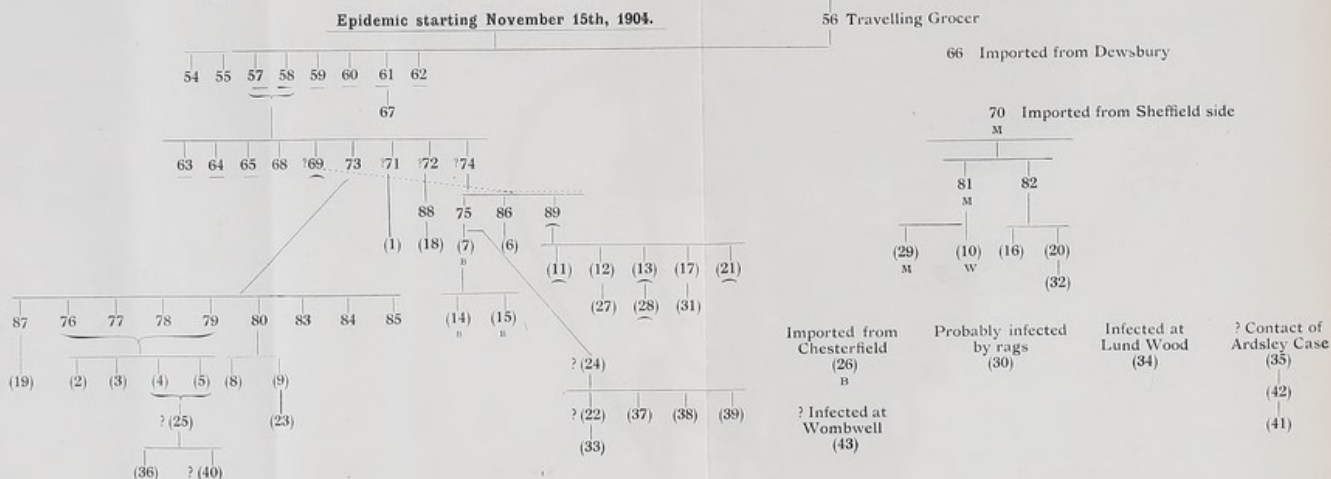 Epidemic starting November 15th, 1904.
56 Travelling Grocer
66 Imported from Dewsbury
54 55 57 58 59 60 61 62
67
70 Imported from Sheffield side
M
63 64 65 68 ?69 73 ?71 ?72 ?74
81 82
M
88 75 86 89
(1) (18) (7) (6)
B
(29) (10) (16) (20)
M W
(32)
(11) (12) (13) (17) (21)
(27) (28) (31)
87 76 77 78 79 80 83 84 85
(14) (15)
B B
Imported from
Chesterfield
(26)
B
Probably infected
by rags
(30)
Infected at
Lund Wood
(34)
? Contact of
Ardsley Case
(35)
(42)
(41)
(19) (2) (3) (4) (5) (8) (9)
? (24)
? (25) (23)
? (22) (37) (38) (39)
(33)
? Infected at
Wombwell
(43)
(36) ? (40)